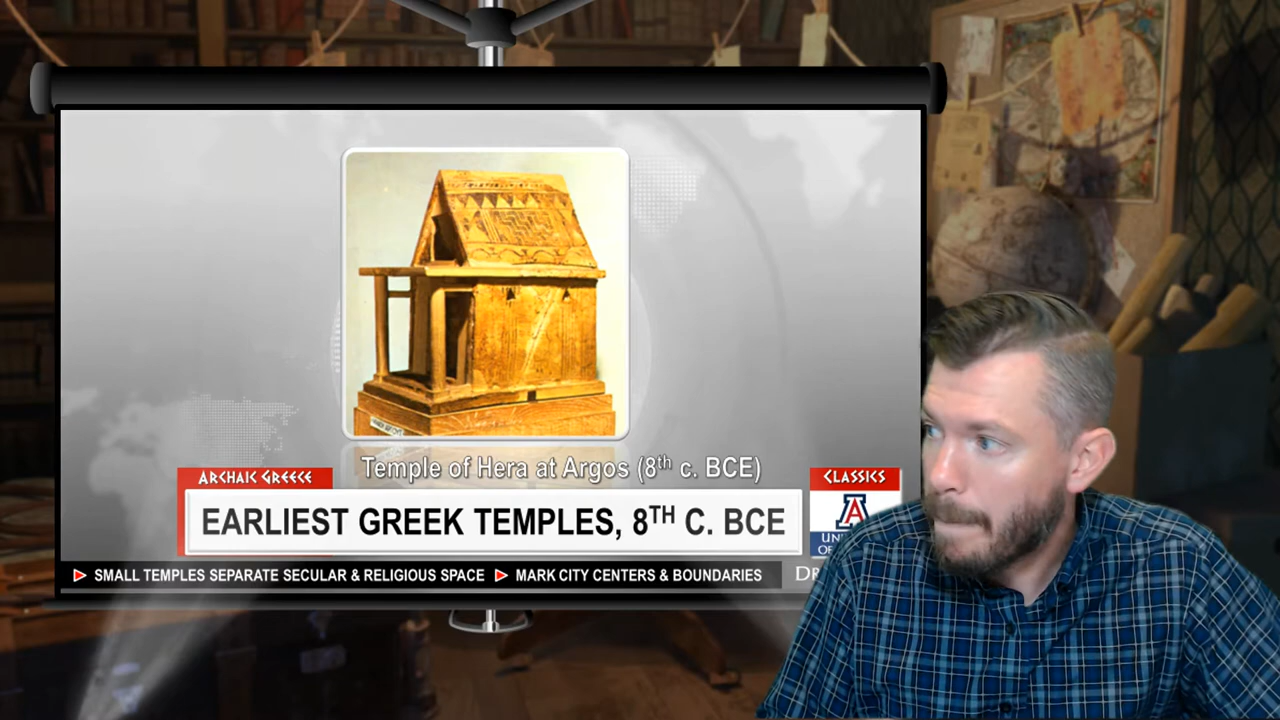 Temple of Hera at Argos (8th c. BCE)
ARCHAIC GREECE
CLASSICS
EARLIEST GREEK TEMPLES, 8TH C. BCE
A
▶ SMALL TEMPLES SEPARATE SECULAR & RELIGIOUS SPACE ▶ MARK CITY CENTERS & BOUNDARIES